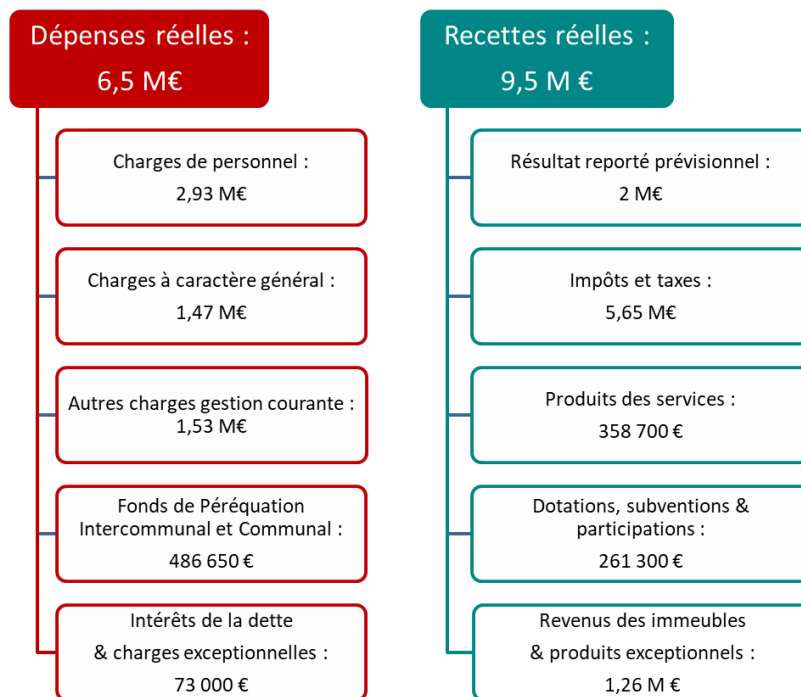 Dépenses réelles :
6,5 M€
Charges de personnel :
2,93 M€
Charges à caractère général :
1,47 M€
Autres charges gestion courante :
1,53 M€
Fonds de Péréquation
Intercommunal et Communal :
486 650 €
Intérêts de la dette
& charges exceptionnelles :
73 000 €
Recettes réelles :
9,5 M €
Résultat reporté prévisionnel :
2 M€
Impôts et taxes :
5,65 M€
Produits des services :
358 700 €
Dotations, subventions &
participations :
261 300 €
Revenus des immeubles
& produits exceptionnels :
1,26 M €